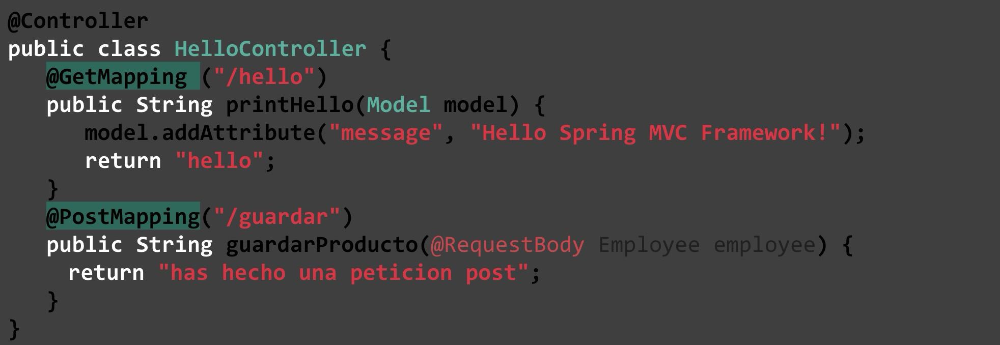 @Controller
public class HelloController {
@GetMapping ("/hello")
public String printHello(Model model) {
model.addAttribute("message", "Hello Spring MVC Framework!");
return "hello";
}
@PostMapping("/guardar")
public String guardarProducto(@RequestBody Employee employee) {
return "has hecho una peticion post";
}
}